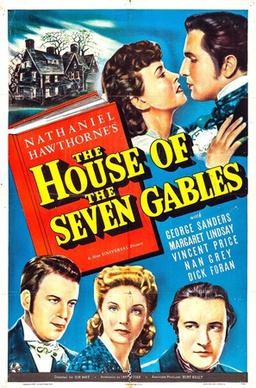 NATHANIEL
HAWTHORNE'S
THE
HOUSE OF
THE
SEVEN GABLES
with
GEORGE SANDERS
MARGARET LINDSAY
VINCENT PRICE
NAN GREY
DICK FORAN
A New UNIVERSAL Picture